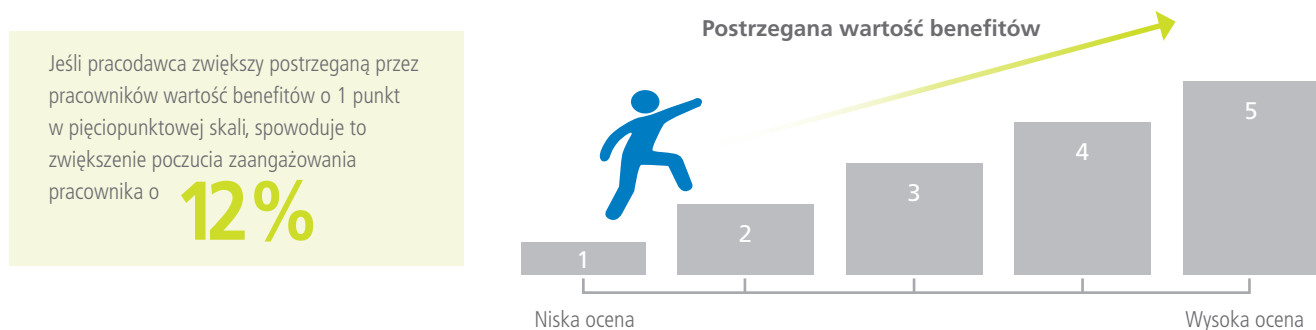 Jeśli pracodawca zwiększy postrzeganą przez
pracowników wartość benefitów o 1 punkt
w pięciopunktowej skali, spowoduje to
zwiększenie poczucia zaangażowania
pracownika o 12%
Postrzegana wartość benefitów
1
2
3
4
5
Niska ocena
Wysoka ocena